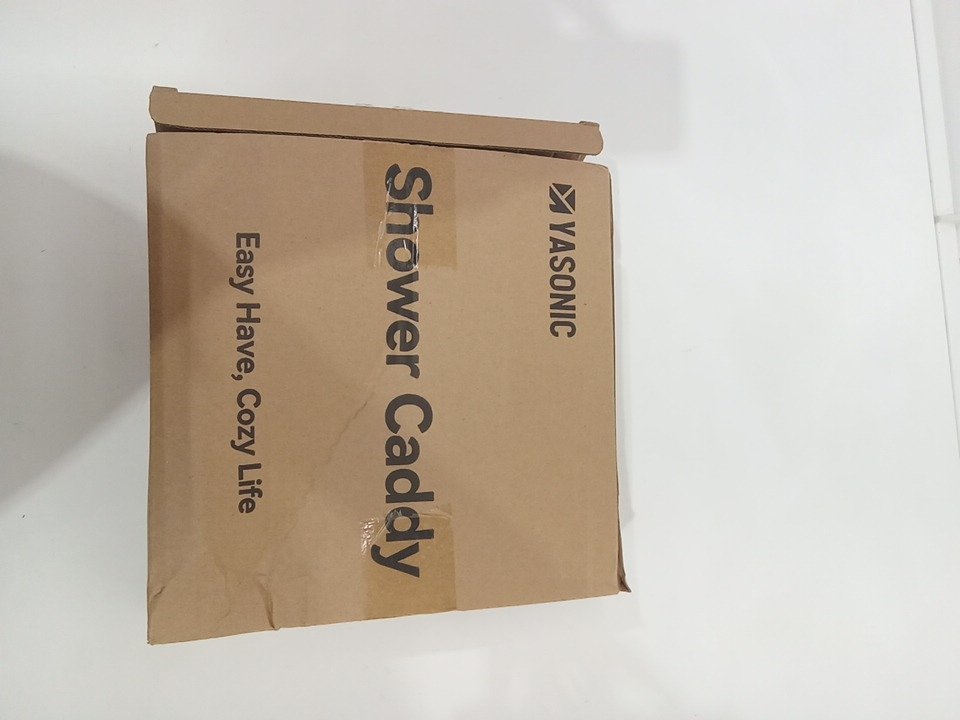 YASONIC
Shower Caddy
Easy Have, Cozy Life